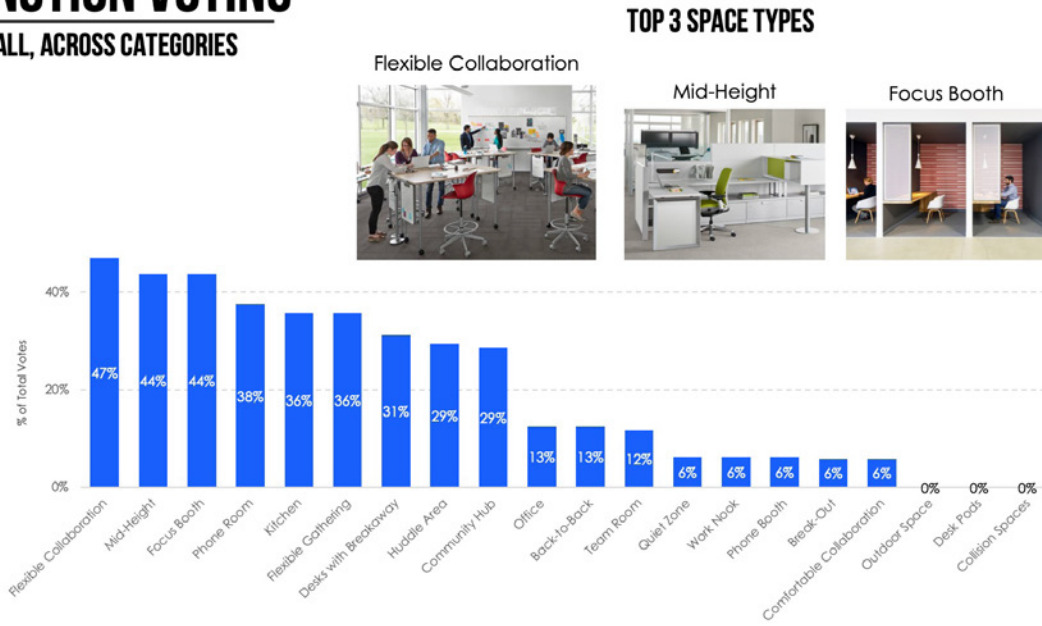 ALL, ACROSS CATEGORIES
TOP 3 SPACE TYPES
Flexible Collaboration
Mid-Height
Focus Booth
% of Total Votes
40%
20%
0%
47%
44%
44%
38%
36%
36%
31%
29%
29%
13%
13%
12%
6%
6%
6%
6%
6%
0%
0%
0%
Flexible Collaboration
Mid-Height
Focus Booth
Phone Room
Kitchen
Flexible Gathering
Desks with Breakaway
Huddle Area
Community Hub
Office
Back-to-Back
Team Room
Quiet Zone
Work Nook
Phone Booth
Break-Out
Comfortable Collaboration
Outdoor Space
Desk Pods
Collision Spaces